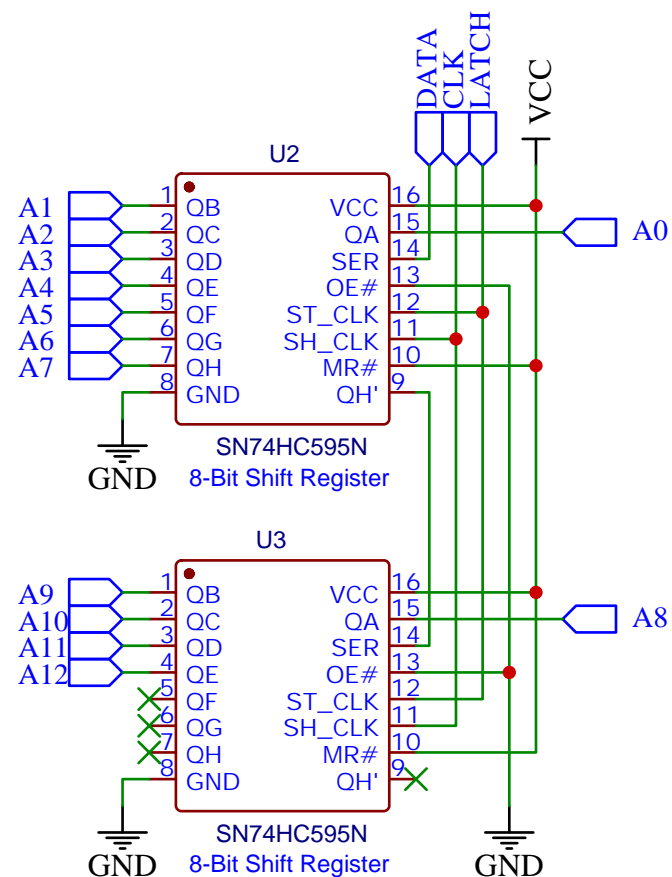 DATA
CLK
LATCH
VCC
U2
A1 1 QB VCC 16
A2 2 QC QA 15 A0
A3 3 QD SER 14
A4 4 QE OE# 13
A5 5 QF ST_CLK 12
A6 6 QG SH_CLK 11
A7 7 QH MR# 10
8 GND QH' 9
GND
SN74HC595N
8-Bit Shift Register
U3
A9 1 QB VCC 16
A10 2 QC QA 15 A8
A11 3 QD SER 14
A12 4 QE OE# 13
5 QF ST_CLK 12
6 QG SH_CLK 11
7 QH MR# 10
8 GND QH' 9
SN74HC595N
GND 8-Bit Shift Register GND